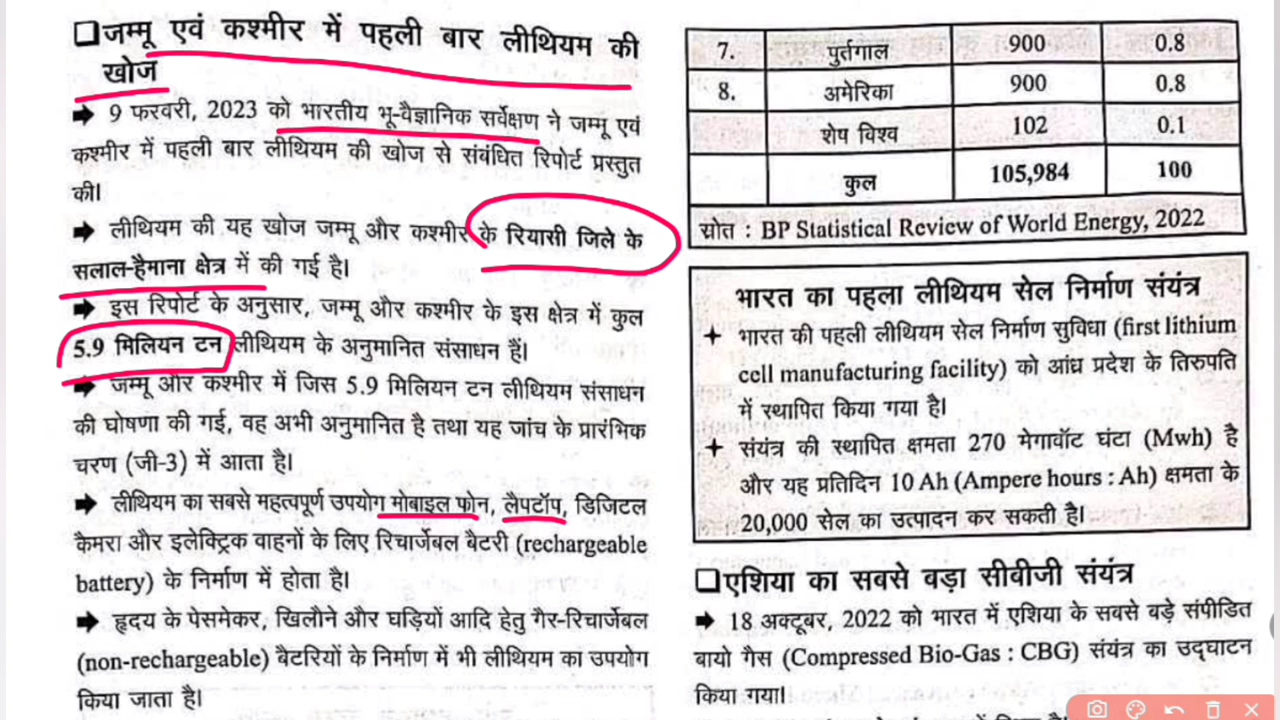 ❑जम्मू एवं कश्मीर में पहली बार लीथियम की
खोज
➡ 9 फरवरी, 2023 को भारतीय भू-वैज्ञानिक सर्वेक्षण ने जम्मू एवं
कश्मीर में पहली बार लीथियम की खोज से संबंधित रिपोर्ट प्रस्तुत
की।
➡ लीथियम की यह खोज जम्मू और कश्मीर के रियासी जिले के
सलाल-हैमाना क्षेत्र में की गई है।
➡ इस रिपोर्ट के अनुसार, जम्मू और कश्मीर के इस क्षेत्र में कुल
5.9 मिलियन टन लीथियम के अनुमानित संसाधन हैं।
➡ जम्मू और कश्मीर में जिस 5.9 मिलियन टन लीथियम संसाधन
की घोषणा की गई, वह अभी अनुमानित है तथा यह जांच के प्रारंभिक
चरण (जी-3) में आता है।
➡ लीथियम का सबसे महत्वपूर्ण उपयोग मोबाइल फोन, लैपटॉप, डिजिटल
कैमरा और इलेक्ट्रिक वाहनों के लिए रिचार्जेबल बैटरी (rechargeable
battery) के निर्माण में होता है।
➡ हृदय के पेसमेकर, खिलौने और घड़ियों आदि हेतु गैर-रिचार्जेबल
(non-rechargeable) बैटरियों के निर्माण में भी लीथियम का उपयोग
किया जाता है।
7. पुर्तगाल 900 0.8
8. अमेरिका 900 0.8
शेष विश्व 102 0.1
कुल 105,984 100
स्रोत : BP Statistical Review of World Energy, 2022
भारत का पहला लीथियम सेल निर्माण संयंत्र
+ भारत की पहली लीथियम सेल निर्माण सुविधा (first lithium
cell manufacturing facility) को आंध्र प्रदेश के तिरुपति
में स्थापित किया गया है।
+ संयंत्र की स्थापित क्षमता 270 मेगावॉट घंटा (Mwh) है
और यह प्रतिदिन 10 Ah (Ampere hours : Ah) क्षमता के
20,000 सेल का उत्पादन कर सकती है।
❑एशिया का सबसे बड़ा सीबीजी संयंत्र
➡ 18 अक्टूबर, 2022 को भारत में एशिया के सबसे बड़े संपीडित
बायो गैस (Compressed Bio-Gas : CBG) संयंत्र का उद्घाटन
किया गया।